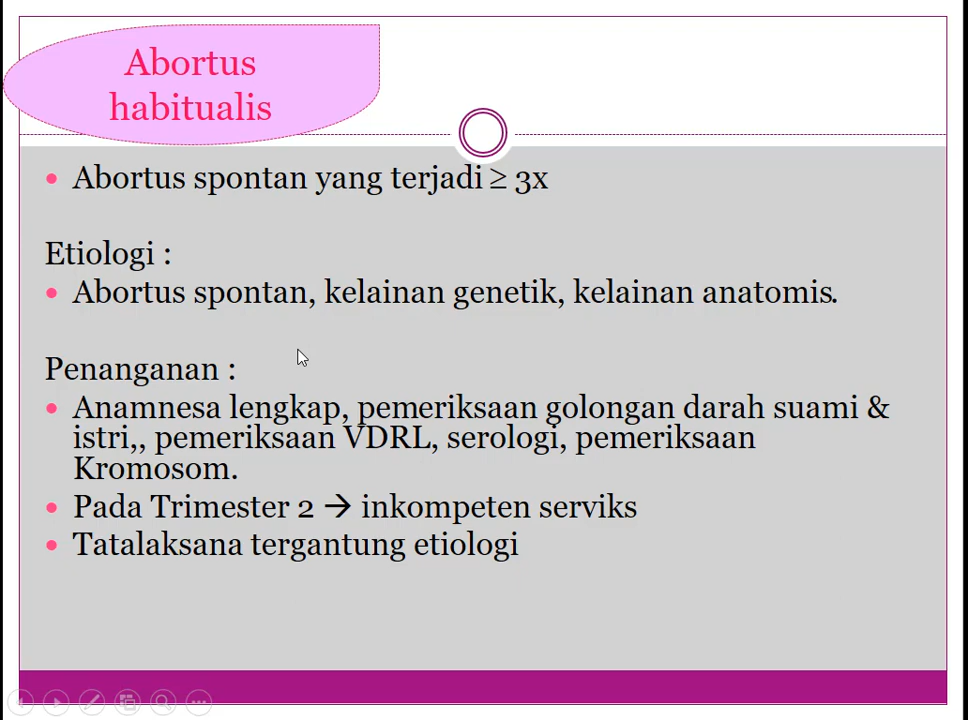 Abortus
habitualis
• Abortus spontan yang terjadi ≥ 3x
Etiologi :
• Abortus spontan, kelainan genetik, kelainan anatomis.
Penanganan :
• Anamnesa lengkap, pemeriksaan golongan darah suami &
istri,, pemeriksaan VDRL, serologi, pemeriksaan
Kromosom.
• Pada Trimester 2 → inkompeten serviks
• Tatalaksana tergantung etiologi